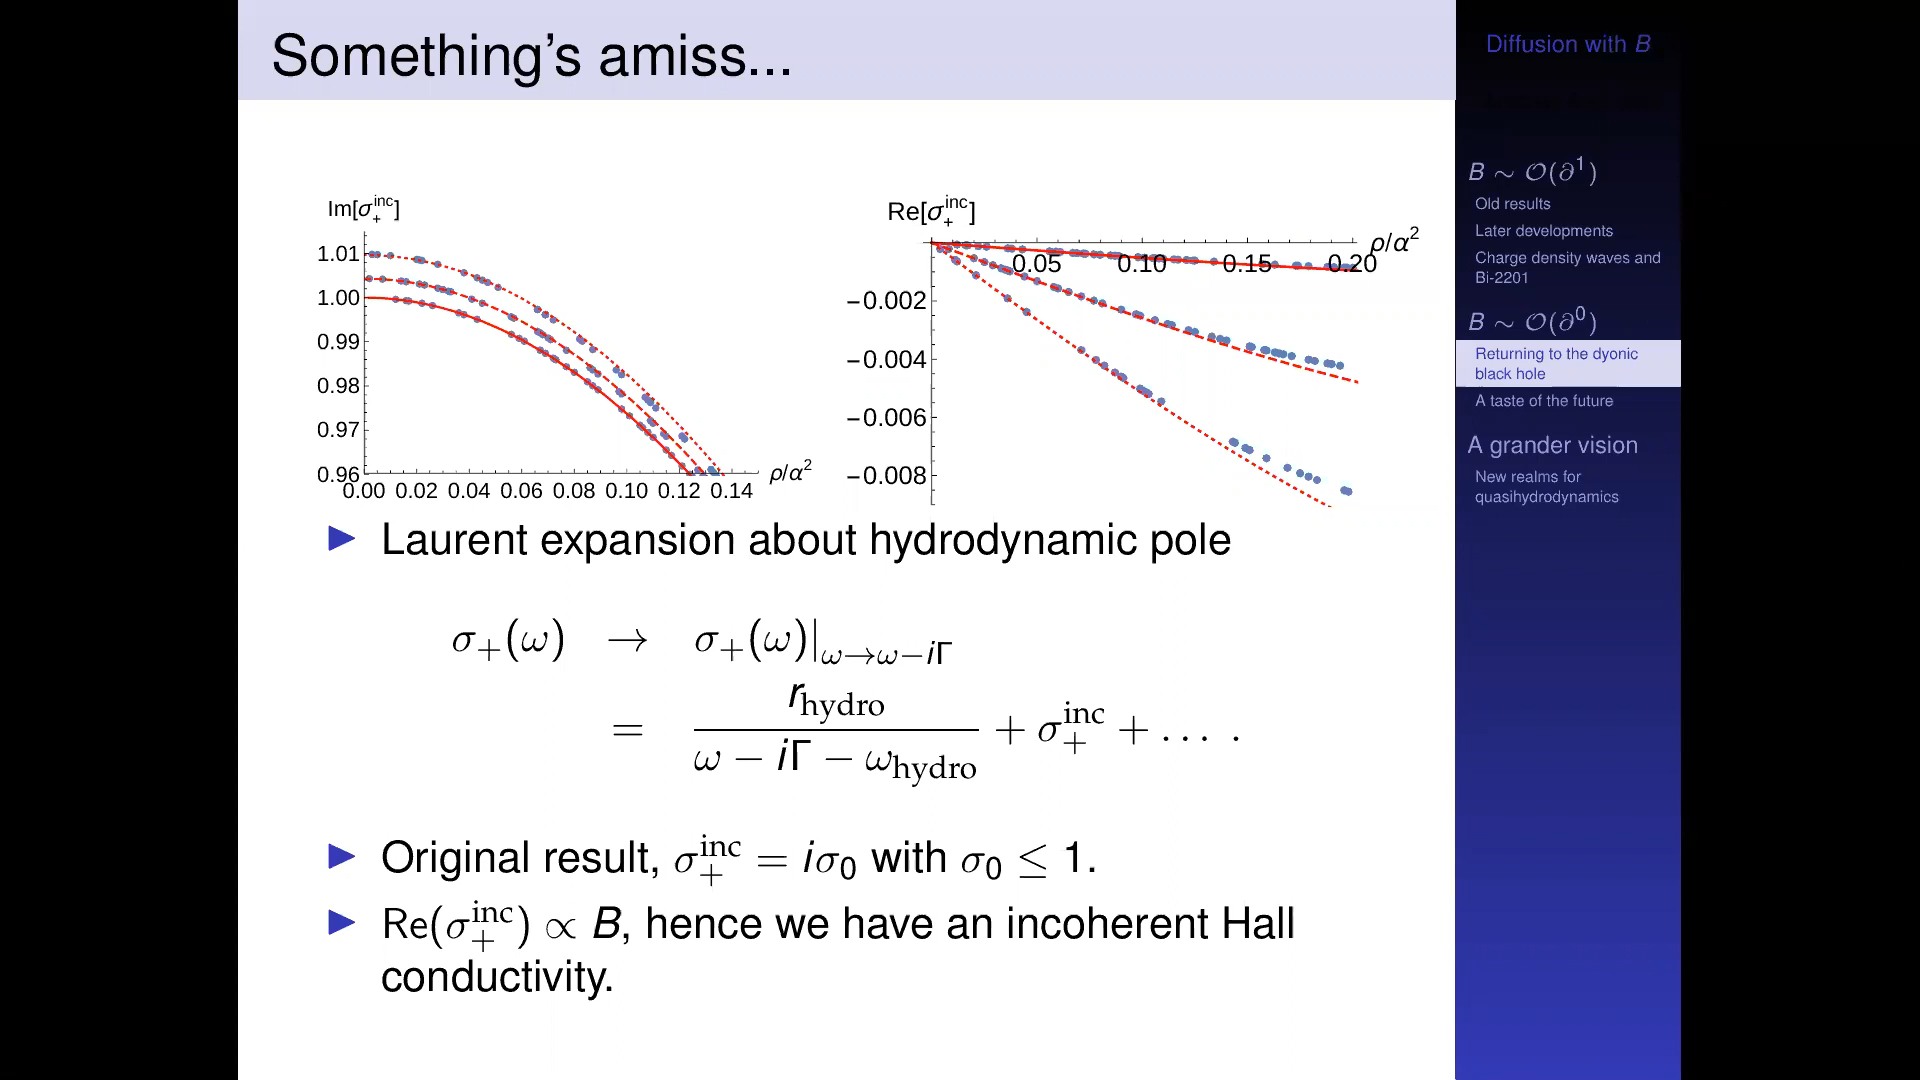 Something's amiss...
Im[σ₊^inc]
1.01
1.00
0.99
0.98
0.97
0.96
0.00 0.02 0.04 0.06 0.08 0.10 0.12 0.14
ρ/α²
Re[σ₊^inc]
ρ/α²
0.05 0.10 0.15 0.20
−0.002
−0.004
−0.006
−0.008
▶ Laurent expansion about hydrodynamic pole
σ₊(ω) → σ₊(ω)|_{ω→ω−iΓ}
= r_hydro / (ω − iΓ − ω_hydro) + σ₊^inc + … .
▶ Original result, σ₊^inc = iσ₀ with σ₀ ≤ 1.
▶ Re(σ₊^inc) ∝ B, hence we have an incoherent Hall
conductivity.
Diffusion with B
B ∼ 𝒪(∂¹)
Old results
Later developments
Charge density waves and
Bi-2201
B ∼ 𝒪(∂⁰)
Returning to the dyonic
black hole
A taste of the future
A grander vision
New realms for
quasihydrodynamics